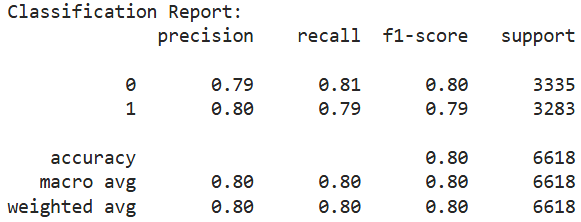 Classification Report:
precision recall f1-score support
0 0.79 0.81 0.80 3335
1 0.80 0.79 0.79 3283
accuracy 0.80 6618
macro avg 0.80 0.80 0.80 6618
weighted avg 0.80 0.80 0.80 6618